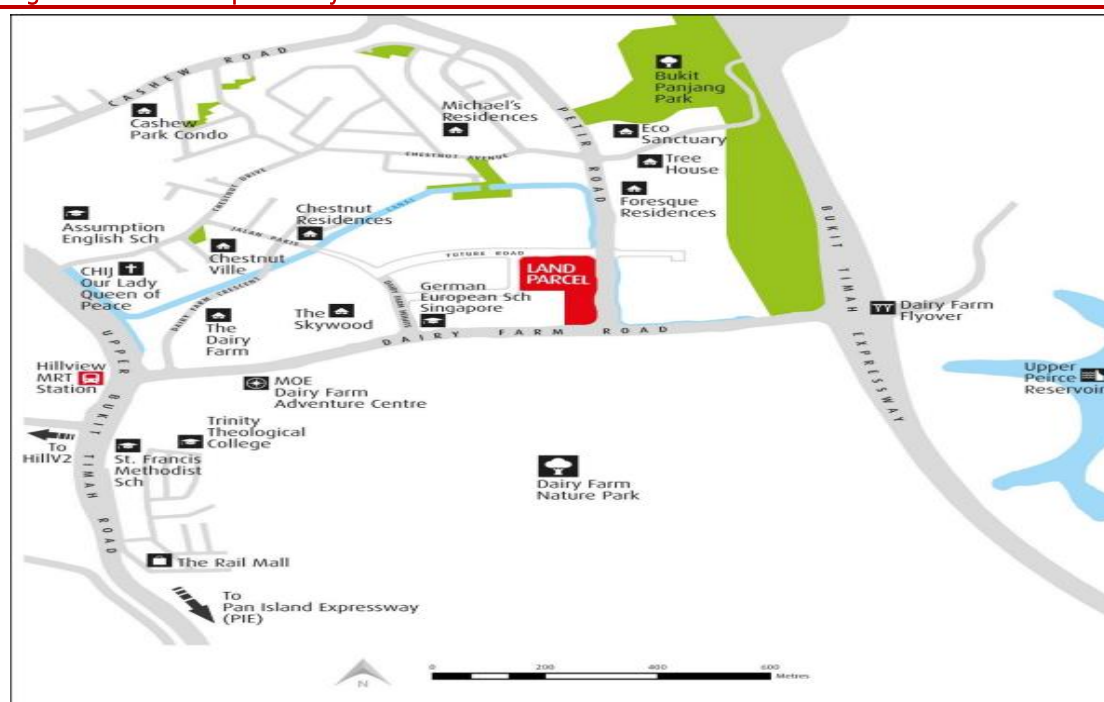 CASHEW ROAD
Cashew
Park Condo
Michael's
Residences
PETIR ROAD
Bukit
Panjang
Park
Eco
Sanctuary
Tree
House
Foresque
Residences
CHESTNUT AVENUE
CHESTNUT DRIVE
CANAL
Assumption
English Sch
Chestnut
Residences
JALAN
Chestnut
Ville
CHIJ
Our Lady
Queen of
Peace
DAIRY FARM CRESCENT
The
Dairy
Farm
The
Skywood
DAIRY FARM
German
European Sch
Singapore
FUTURE ROAD
LAND
PARCEL
DAIRY FARM ROAD
BUKIT TIMAH EXPRESSWAY
Dairy Farm
Flyover
Upper
Peirce
Reservoir
UPPER BUKIT TIMAH ROAD
Hillview
MRT
Station
MOE
Dairy Farm
Adventure Centre
Trinity
Theological
College
To
HillV2
St. Francis
Methodist
Sch
Dairy Farm
Nature Park
The Rail Mall
To
Pan Island Expressway
(PIE)
N
0 200 400 600
Metres